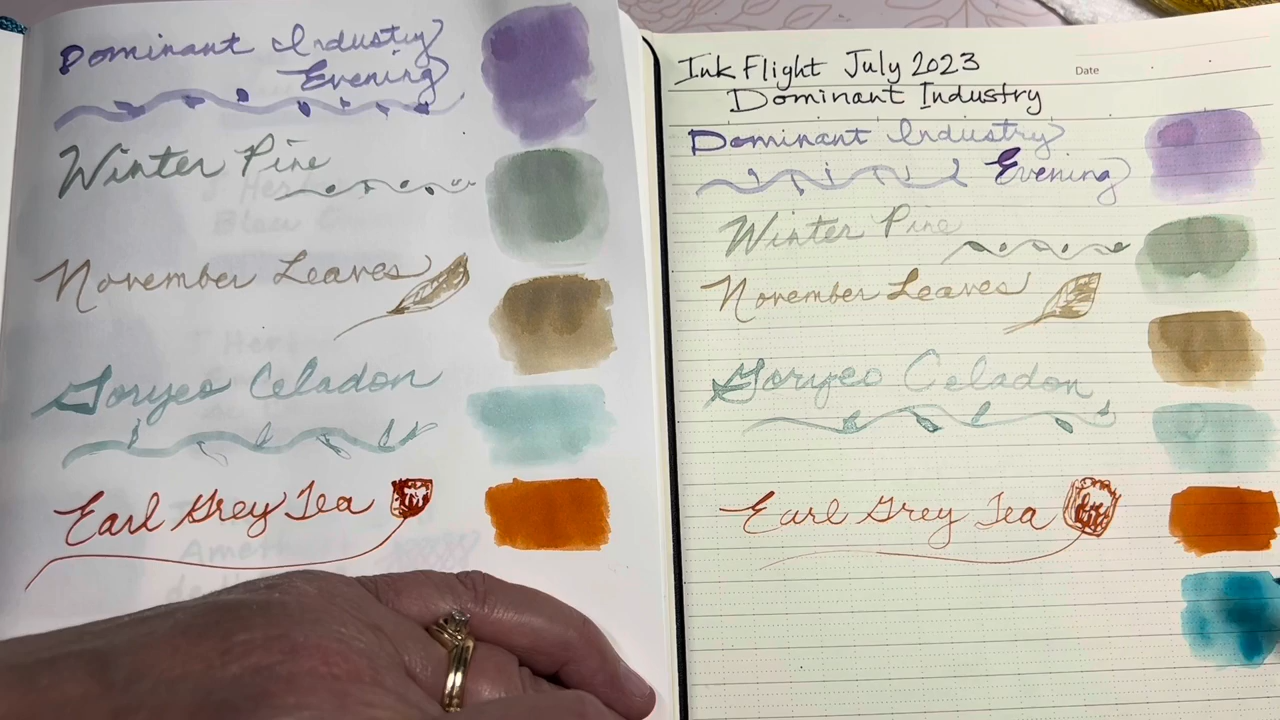 Dominant Industry
Evening
Winter Pine
November Leaves
Goryeo Celadon
Earl Grey Tea
Ink Flight July 2023
Date
Dominant Industry
Dominant Industry
Evening
Winter Pine
November Leaves
Goryeo Celadon
Earl Grey Tea